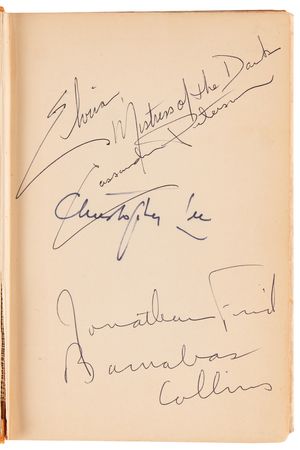 Elvira,
Mistress of the Dark
Cassandra Peterson
Christopher Lee
Jonathan Frid
Barnabas
Collins